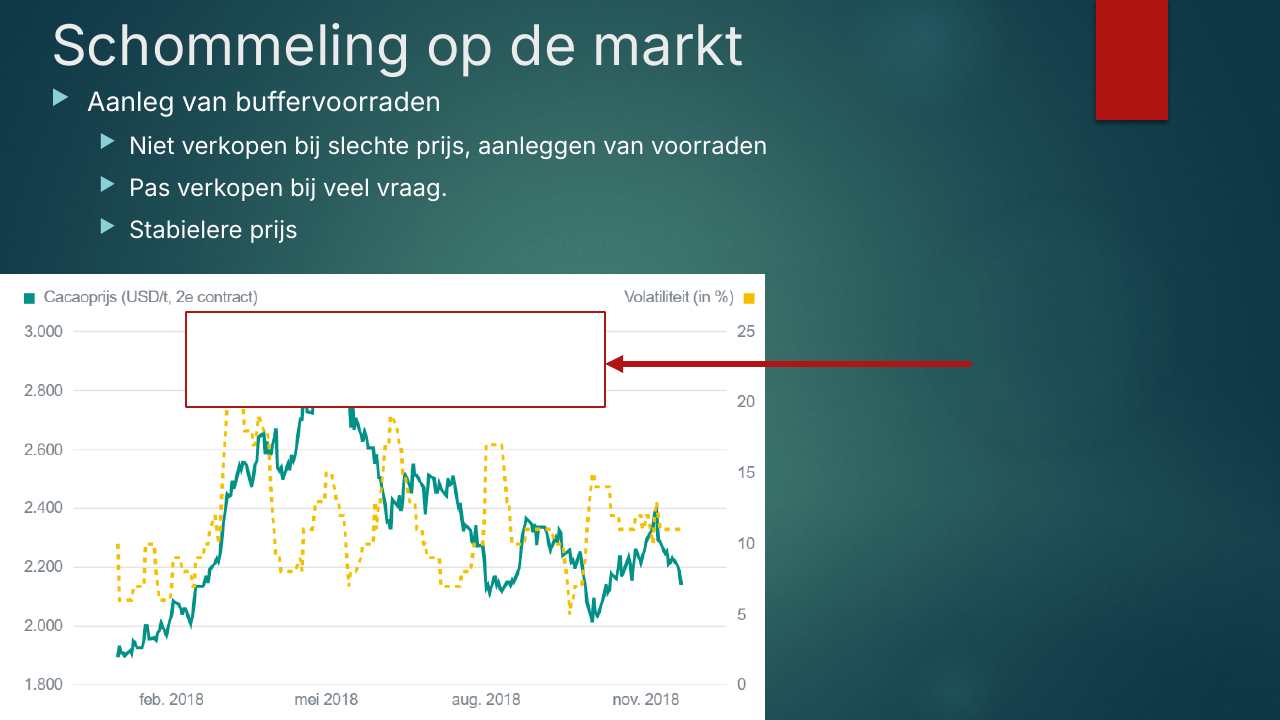 Schommeling op de markt
Aanleg van buffervoorraden
Niet verkopen bij slechte prijs, aanleggen van voorraden
Pas verkopen bij veel vraag.
Stabielere prijs
Cacaoprijs (USD/t, 2e contract) Volatiliteit (in %)
3.000 25
2.800 20
2.600 15
2.400
2.200 10
2.000 5
1.800 0
feb. 2018 mei 2018 aug. 2018 nov. 2018